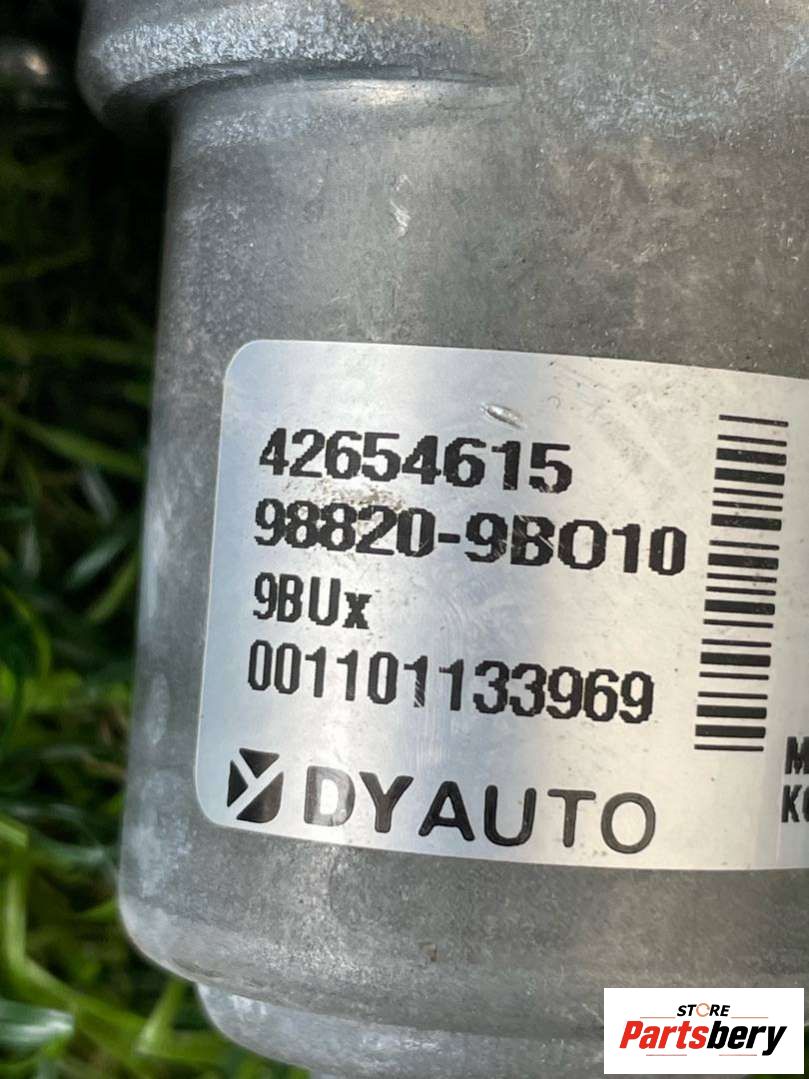 42654615
98820-9BO10
9BUx
001101133969
DYAUTO
STORE
Partsbery